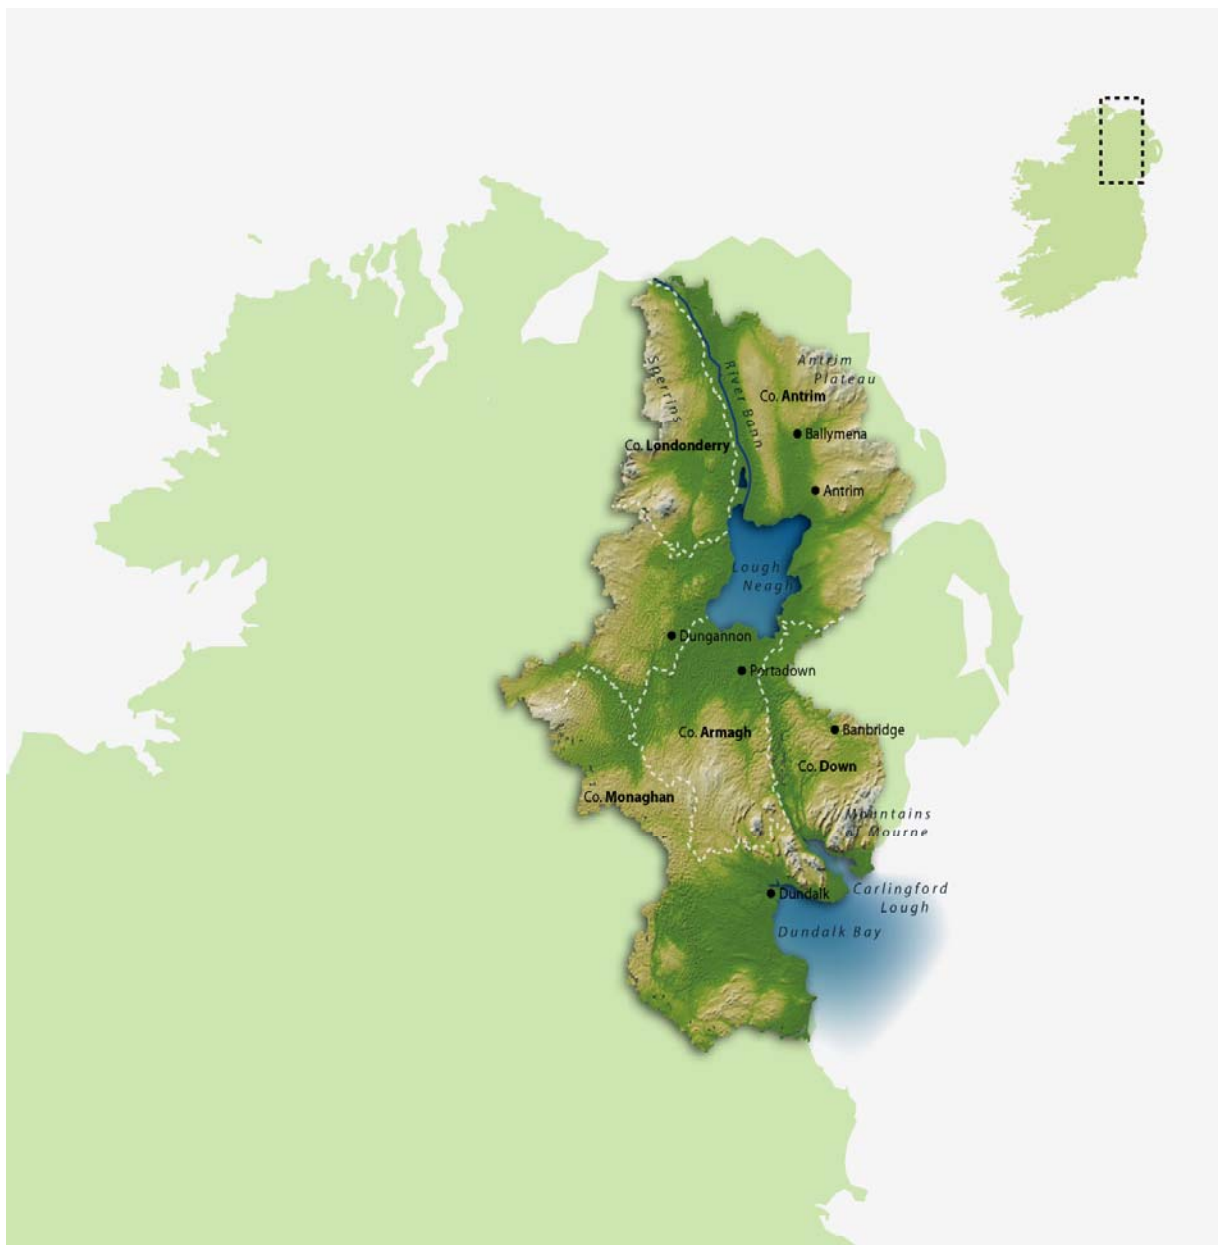 Antrim
Plateau
Sperrins
River Bann
Co. Antrim
Ballymena
Co. Londonderry
Antrim
Lough
Neagh
Dungannon
Portadown
Co. Armagh
Banbridge
Co. Down
Co. Monaghan
Mountains
of Mourne
Dundalk
Carlingford
Lough
Dundalk Bay